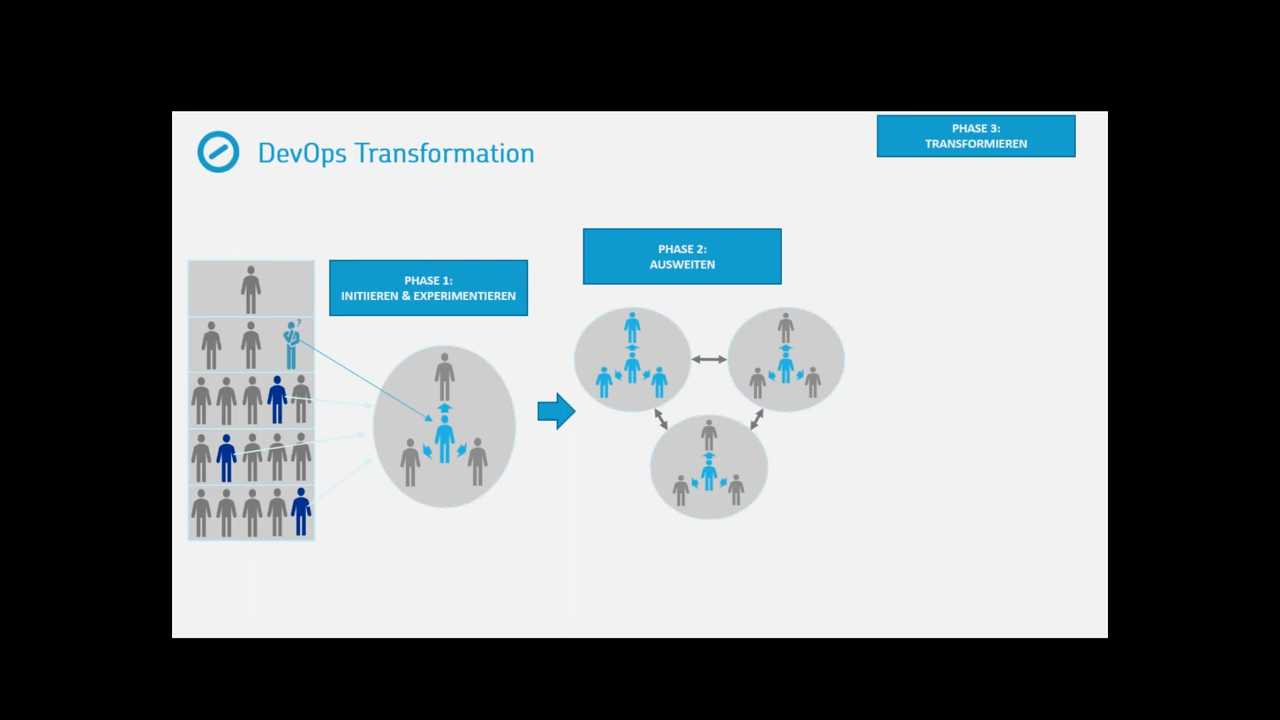 DevOps Transformation
PHASE 3:
TRANSFORMIEREN
PHASE 2:
AUSWEITEN
PHASE 1:
INITIIEREN & EXPERIMENTIEREN
?